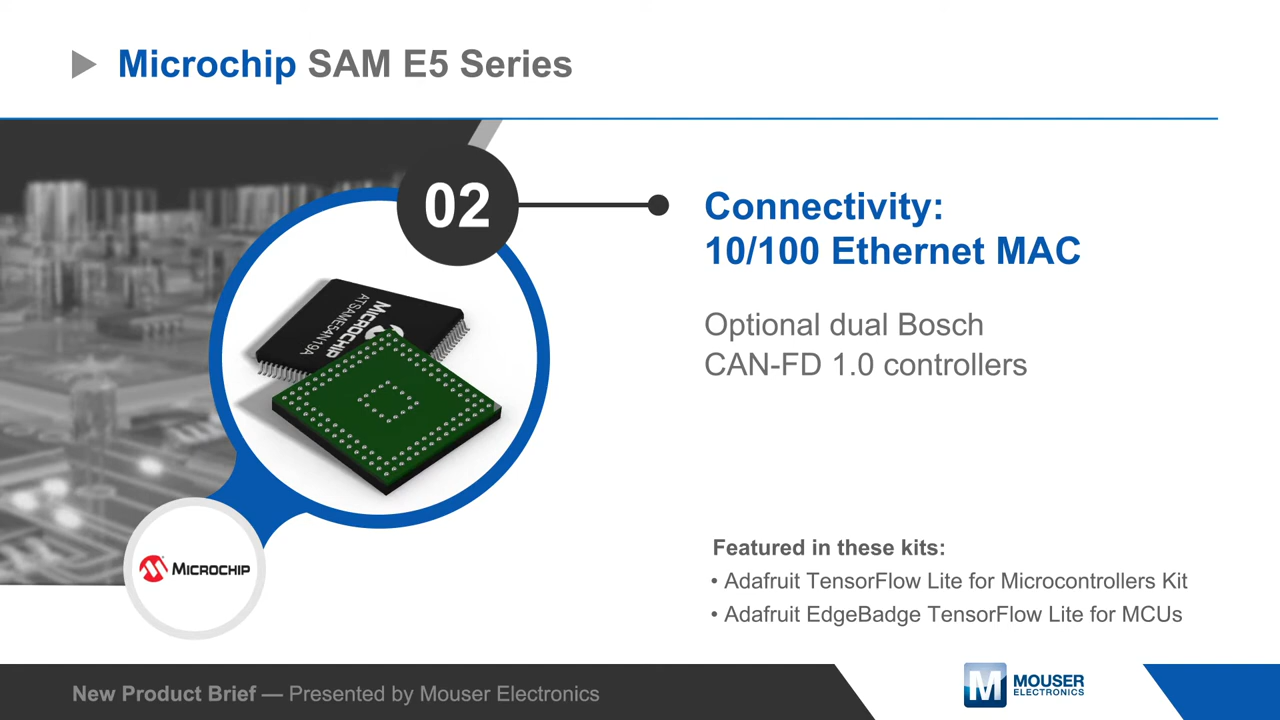 Microchip SAM E5 Series
02
Connectivity:
10/100 Ethernet MAC
Optional dual Bosch
CAN-FD 1.0 controllers
MICROCHIP
ATSAME54N19A
MICROCHIP
Featured in these kits:
• Adafruit TensorFlow Lite for Microcontrollers Kit
• Adafruit EdgeBadge TensorFlow Lite for MCUs
New Product Brief — Presented by Mouser Electronics
M MOUSER
ELECTRONICS